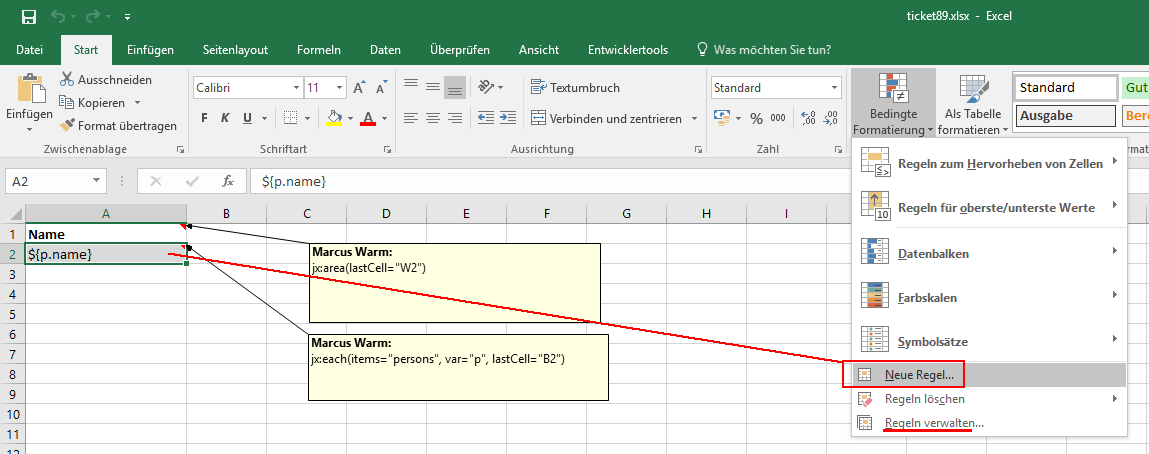 ticket89.xlsx - Excel
Datei Start Einfügen Seitenlayout Formeln Daten Überprüfen Ansicht Entwicklertools Was möchten Sie tun?
Einfügen
Ausschneiden
Kopieren
Format übertragen
Zwischenablage
Calibri 11
F K U
Schriftart
Textumbruch
Verbinden und zentrieren
Ausrichtung
Standard
% 000
Zahl
Bedingte
Formatierung
Als Tabelle
formatieren
Standard Gut
Ausgabe Bere
A2 fx ${p.name}
A B C D E F G H I
1 Name
2 ${p.name}
3
4
5
6
7
8
9
10
11
Marcus Warm:
jx:area(lastCell="W2")
Marcus Warm:
jx:each(items="persons", var="p", lastCell="B2")
Regeln zum Hervorheben von Zellen
Regeln für oberste/unterste Werte
Datenbalken
Farbskalen
Symbolsätze
Neue Regel...
Regeln löschen
Regeln verwalten...